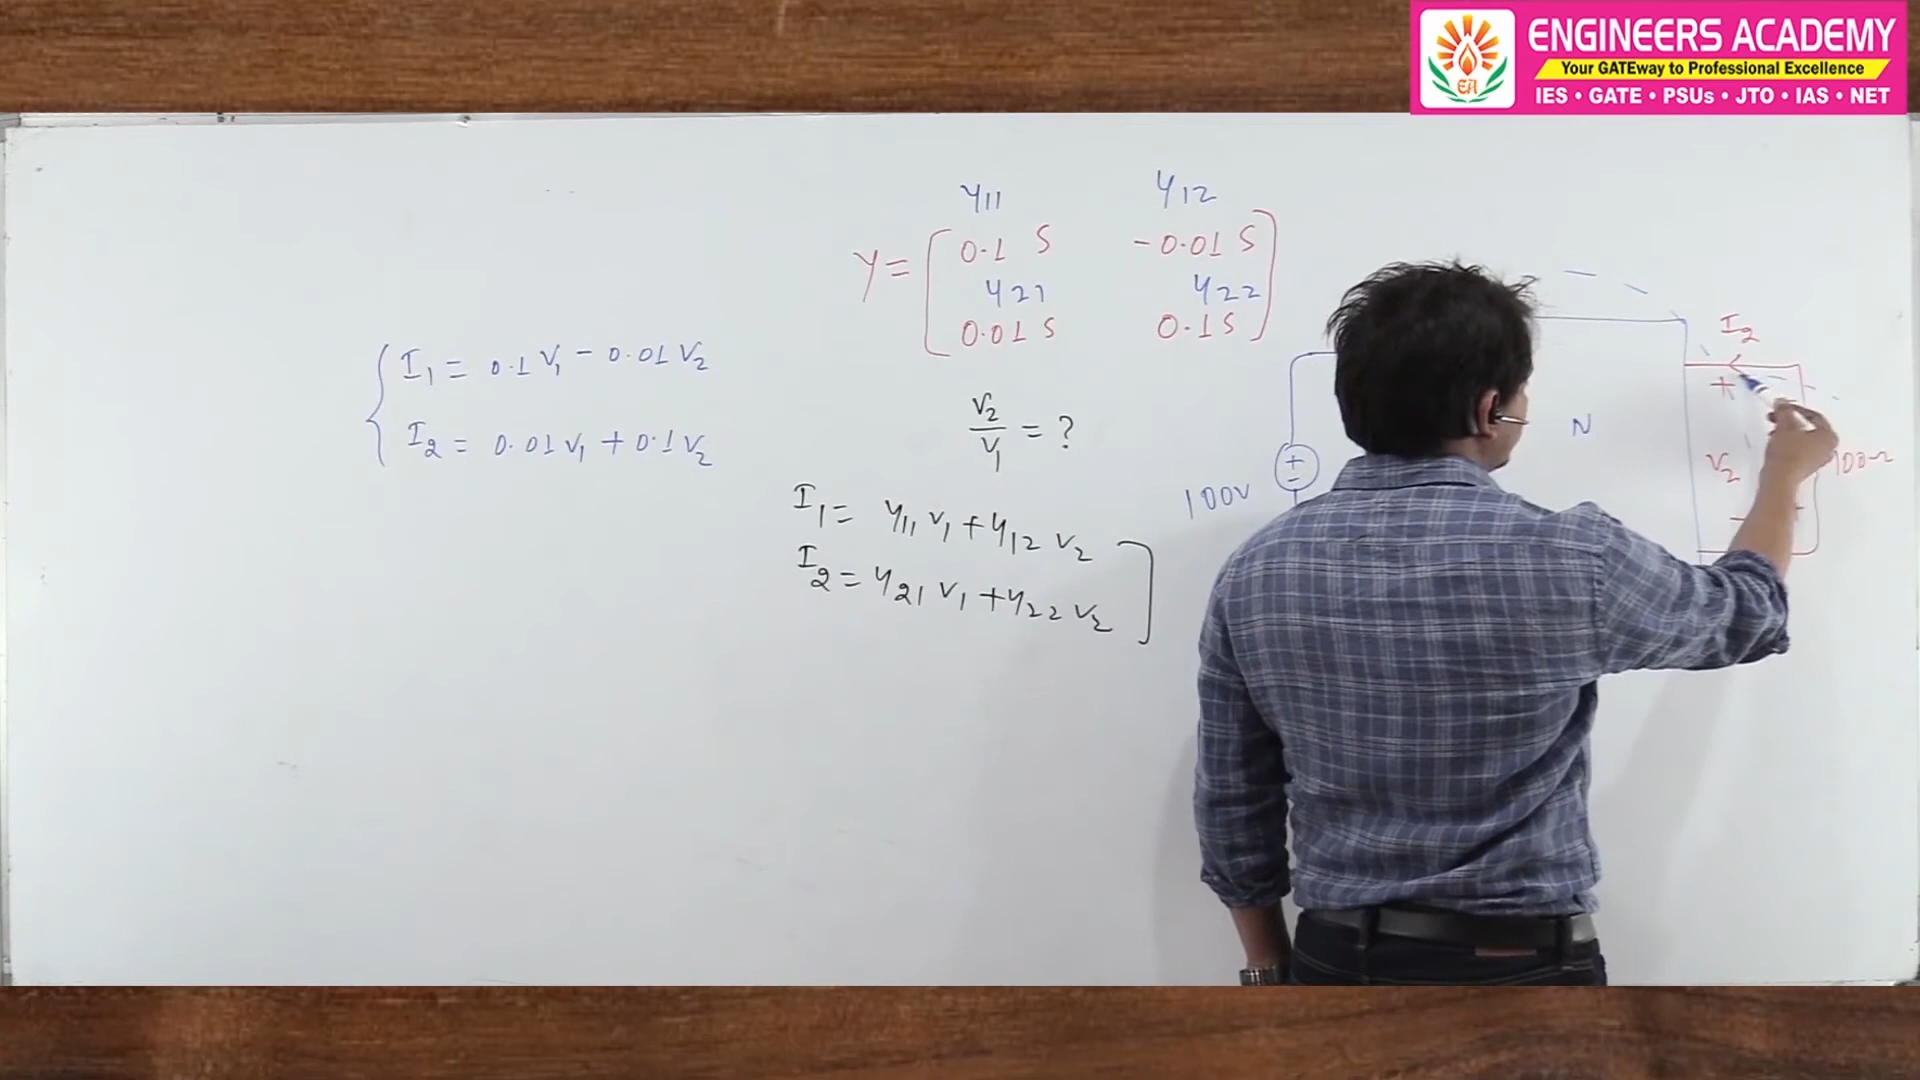 ENGINEERS ACADEMY
Your GATEway to Professional Excellence
IES • GATE • PSUs • JTO • IAS • NET
EA
y11 y12
Y = [ 0.1 S -0.01 S
y21 y22
0.01 S 0.1 S ]
I1 = 0.1 V1 - 0.01 V2
I2 = 0.01 V1 + 0.1 V2
V2/V1 = ?
I1 = y11 V1 + y12 V2
I2 = y21 V1 + y22 V2
I2
+
N
V2
100Ω
-
+
-
100V